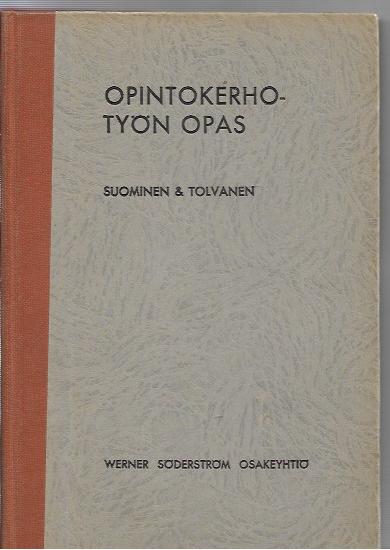 OPINTOKERHO-
TYÖN OPAS
SUOMINEN & TOLVANEN
WERNER SÖDERSTRÖM OSAKEYHTIÖ